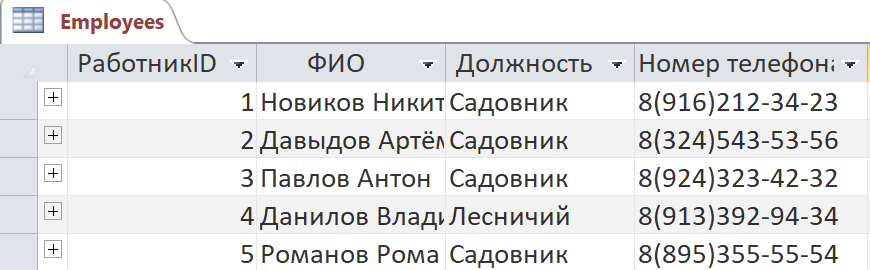 Employees
РаботникID ФИО Должность Номер телефона
1 Новиков Никит Садовник 8(916)212-34-23
2 Давыдов Артём Садовник 8(324)543-53-56
3 Павлов Антон Садовник 8(924)323-42-32
4 Данилов Влади Лесничий 8(913)392-94-34
5 Романов Рома Садовник 8(895)355-55-54